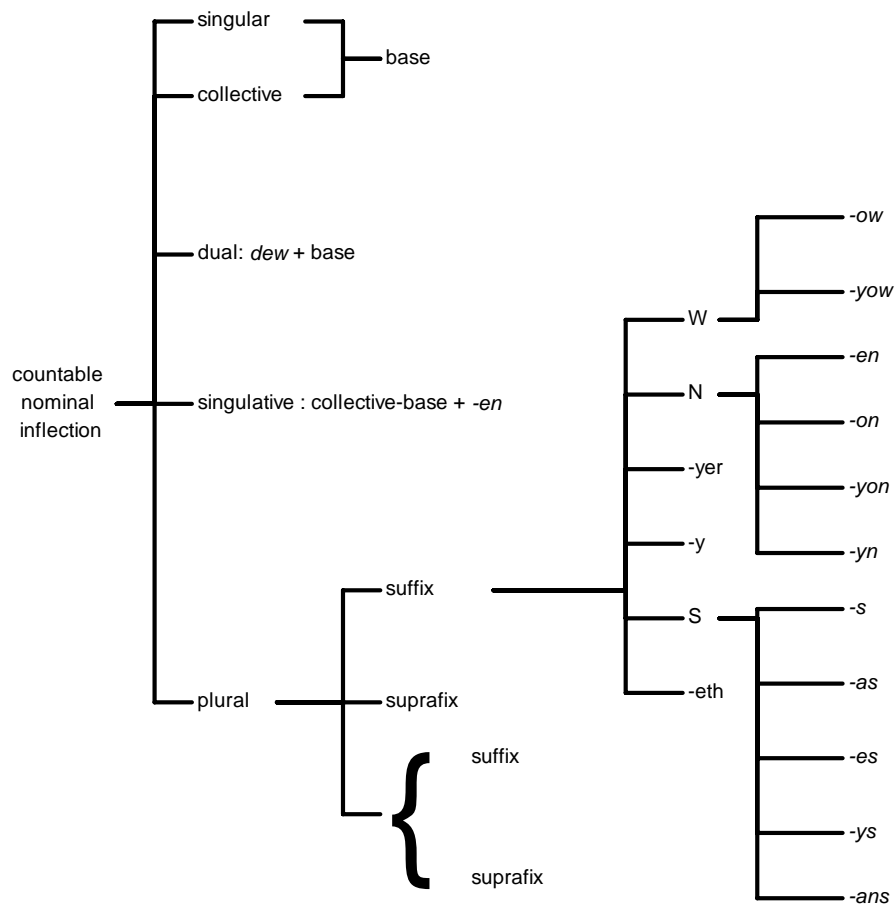 singular
base
collective
-ow
dual: dew + base
-yow
W
-en
countable
nominal
inflection
singulative : collective-base + -en
N
-on
-yer
-yon
-y
-yn
suffix
S
-s
plural
suprafix
-eth
-as
{
suffix
-es
-ys
suprafix
-ans